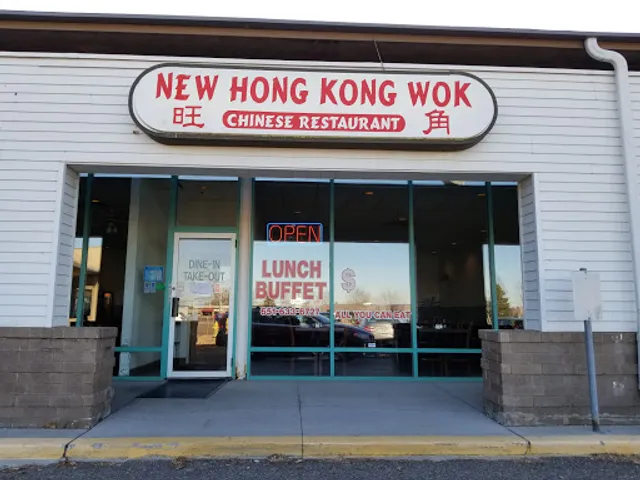 NEW HONG KONG WOK
旺 CHINESE RESTAURANT 角
OPEN
DINE-IN
TAKE-OUT
LUNCH
BUFFET $
ALL YOU CAN EAT